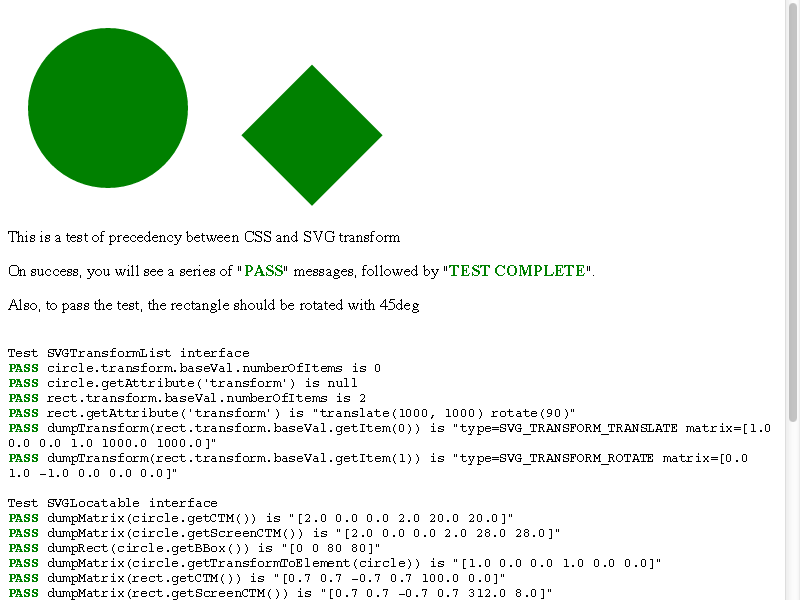 This is a test of precedency between CSS and SVG transform
On success, you will see a series of "PASS" messages, followed by "TEST COMPLETE".
Also, to pass the test, the rectangle should be rotated with 45deg
Test SVGTransformList interface
PASS circle.transform.baseVal.numberOfItems is 0
PASS circle.getAttribute('transform') is null
PASS rect.transform.baseVal.numberOfItems is 2
PASS rect.getAttribute('transform') is "translate(1000, 1000) rotate(90)"
PASS dumpTransform(rect.transform.baseVal.getItem(0)) is "type=SVG_TRANSFORM_TRANSLATE matrix=[1.0
0.0 0.0 1.0 1000.0 1000.0]"
PASS dumpTransform(rect.transform.baseVal.getItem(1)) is "type=SVG_TRANSFORM_ROTATE matrix=[0.0
1.0 -1.0 0.0 0.0 0.0]"
Test SVGLocatable interface
PASS dumpMatrix(circle.getCTM()) is "[2.0 0.0 0.0 2.0 20.0 20.0]"
PASS dumpMatrix(circle.getScreenCTM()) is "[2.0 0.0 0.0 2.0 28.0 28.0]"
PASS dumpRect(circle.getBBox()) is "[0 0 80 80]"
PASS dumpMatrix(circle.getTransformToElement(circle)) is "[1.0 0.0 0.0 1.0 0.0 0.0]"
PASS dumpMatrix(rect.getCTM()) is "[0.7 0.7 -0.7 0.7 100.0 0.0]"
PASS dumpMatrix(rect.getScreenCTM()) is "[0.7 0.7 -0.7 0.7 312.0 8.0]"